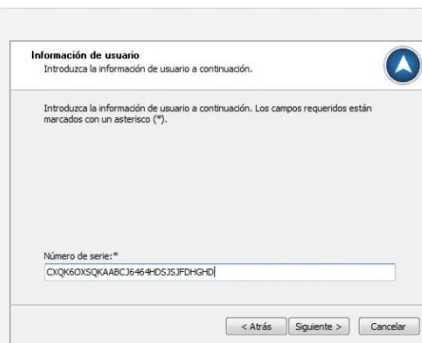 Información de usuario
Introduzca la información de usuario a continuación.
Introduzca la información de usuario a continuación. Los campos requeridos están
marcados con un asterisco (*).
Número de serie:*
CXQK6OXSQKAABCJ6464HDSJSJFDHGHD
< Atrás
Siguiente >
Cancelar